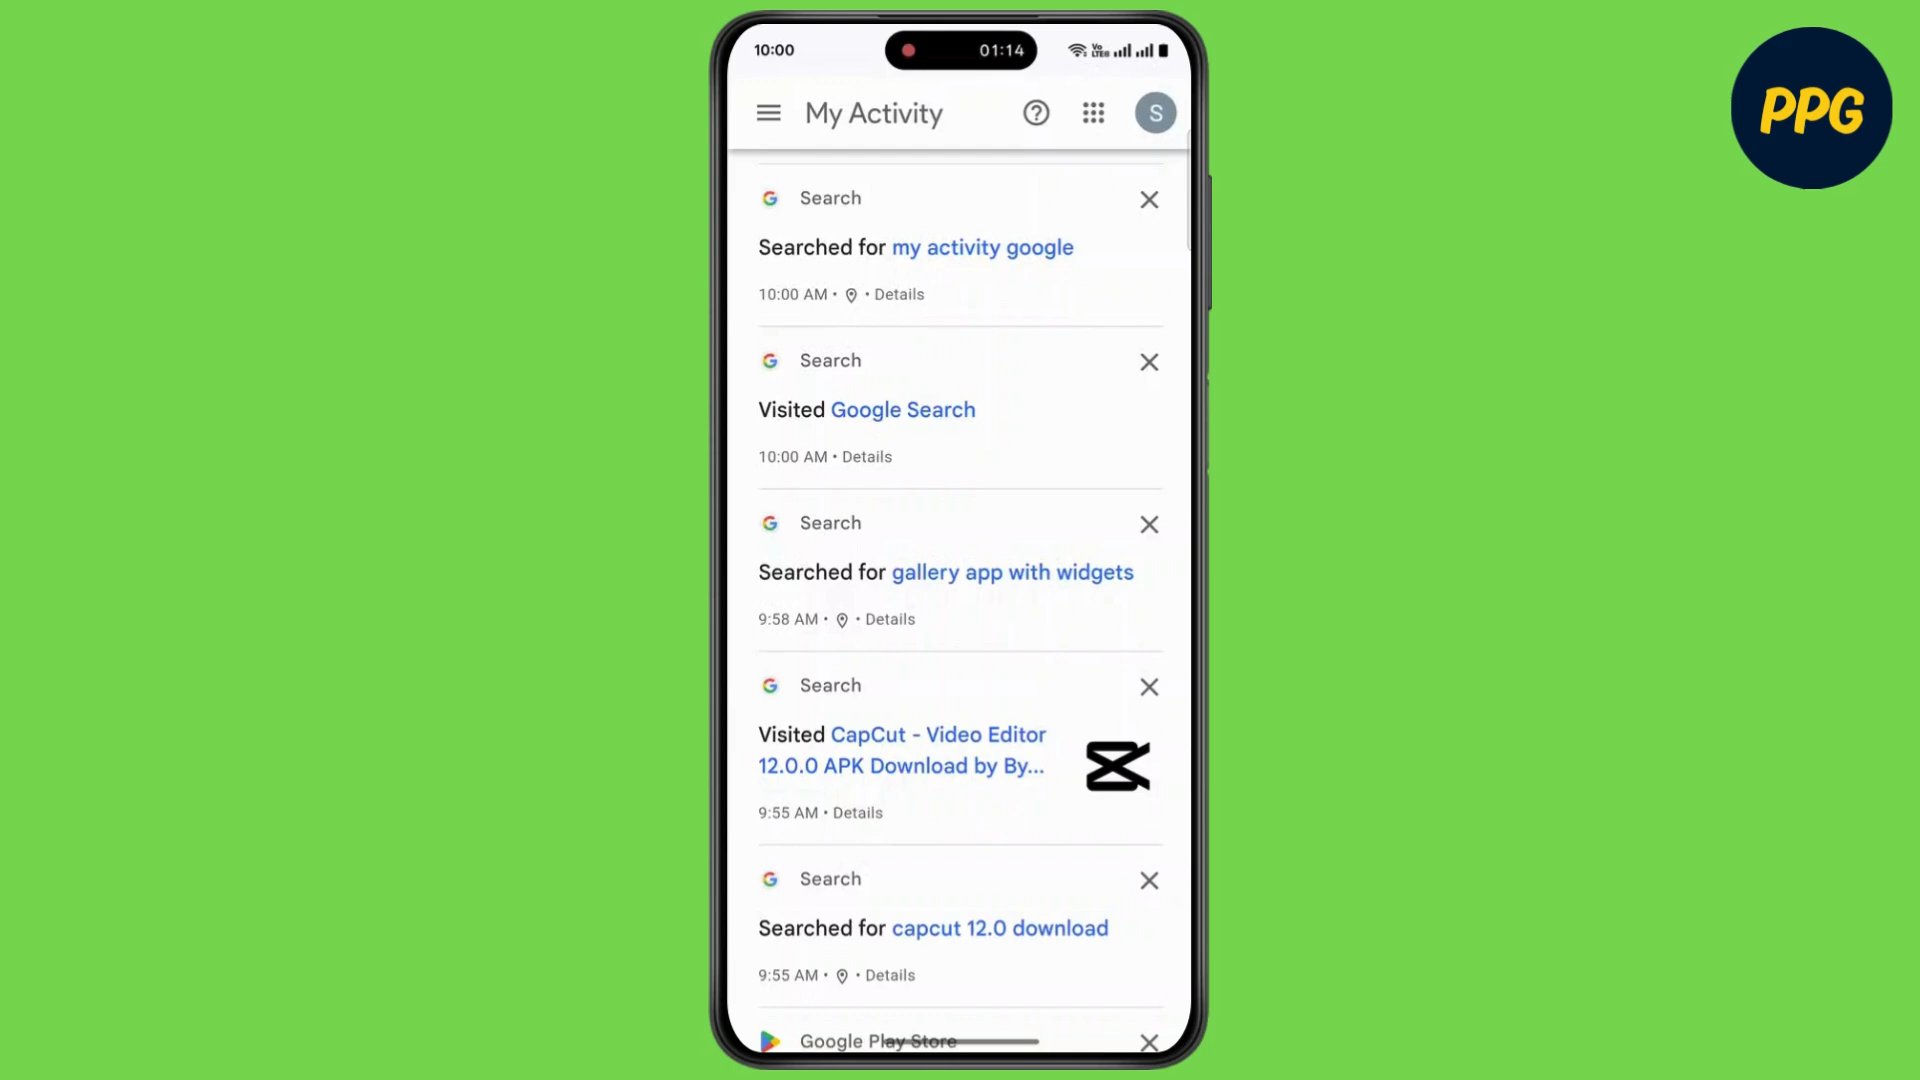 10:00
01:14
Vo
LTE
My Activity
S
PPG
Search
Searched for my activity google
10:00 AM • • Details
Search
Visited Google Search
10:00 AM • Details
Search
Searched for gallery app with widgets
9:58 AM • • Details
Search
Visited CapCut - Video Editor
12.0.0 APK Download by By...
9:55 AM • Details
Search
Searched for capcut 12.0 download
9:55 AM • • Details
Google Play Store